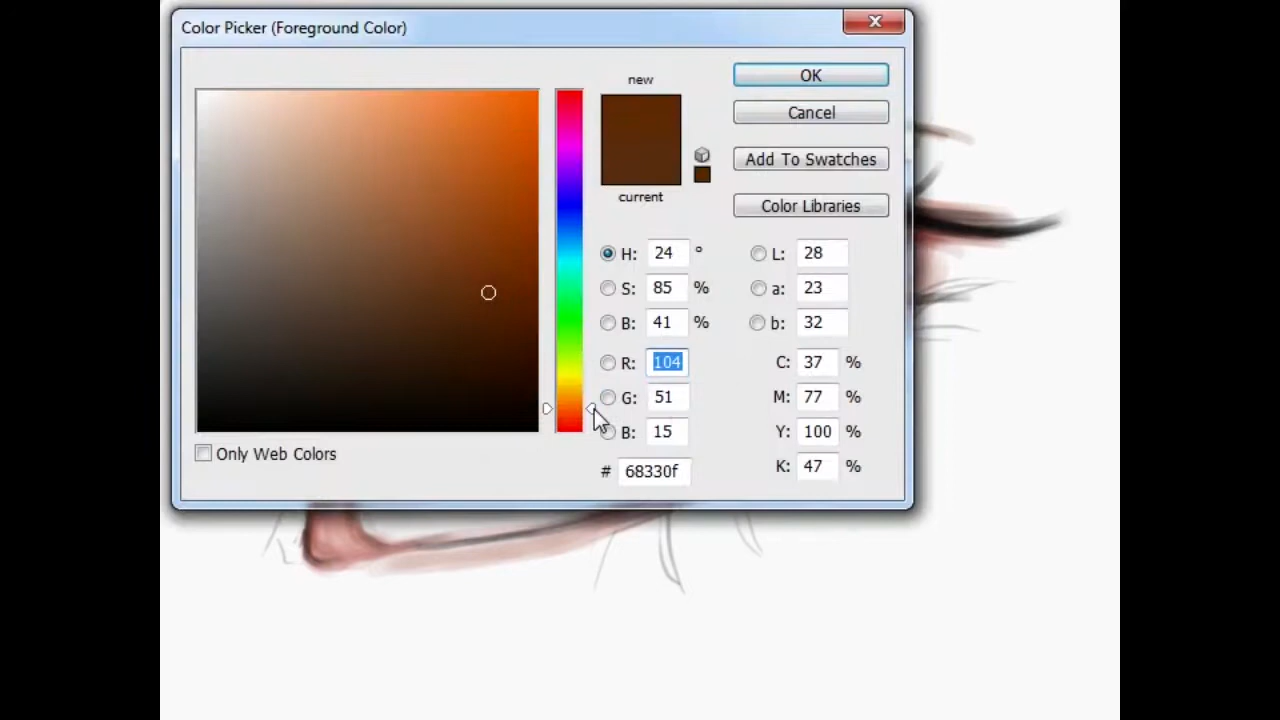 Color Picker (Foreground Color)
new
current
OK
Cancel
Add To Swatches
Color Libraries
H: 24 °
S: 85 %
B: 41 %
R: 104
G: 51
B: 15
# 68330f
L: 28
a: 23
b: 32
C: 37 %
M: 77 %
Y: 100 %
K: 47 %
Only Web Colors